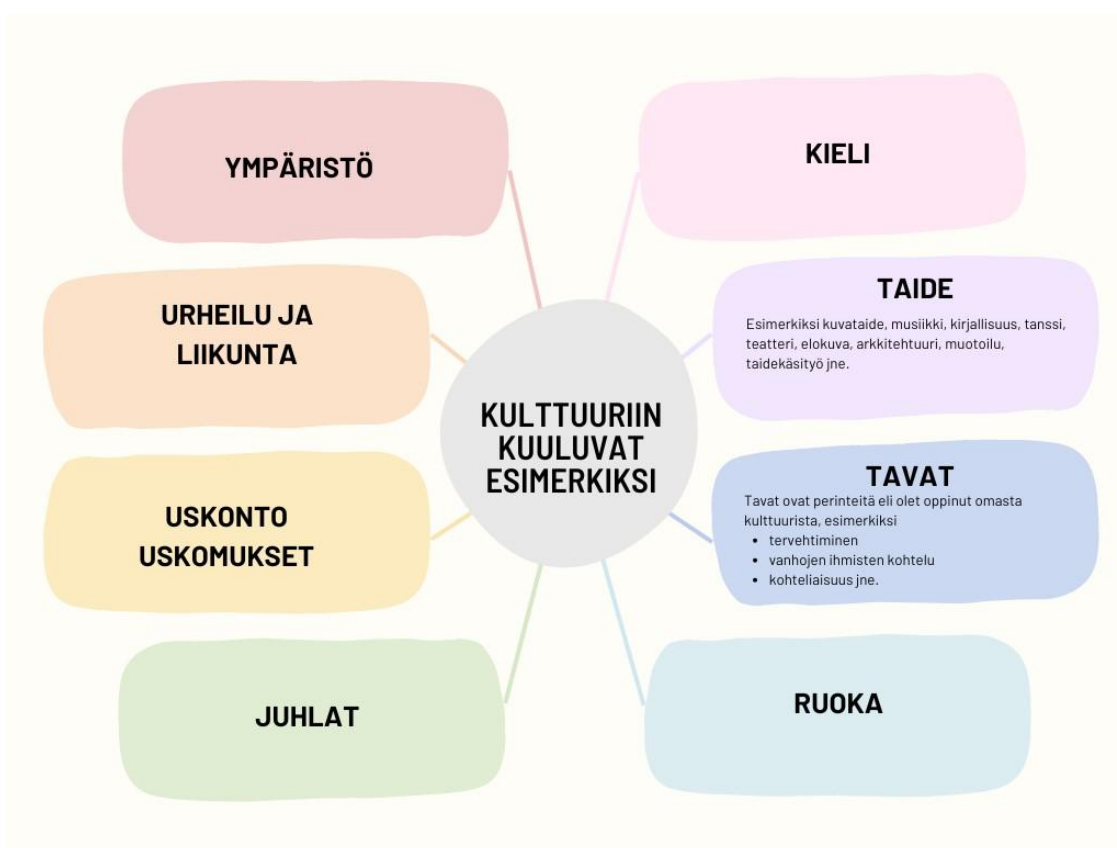 YMPÄRISTÖ
KIELI
URHEILU JA
LIIKUNTA
TAIDE
Esimerkiksi kuvataide, musiikki, kirjallisuus, tanssi,
teatteri, elokuva, arkkitehtuuri, muotoilu,
taidekäsityö jne.
KULTTUURIIN
KUULUVAT
ESIMERKIKSI
USKONTO
USKOMUKSET
TAVAT
Tavat ovat perinteitä eli olet oppinut omasta
kulttuurista, esimerkiksi
• tervehtiminen
• vanhojen ihmisten kohtelu
• kohteliaisuus jne.
JUHLAT
RUOKA